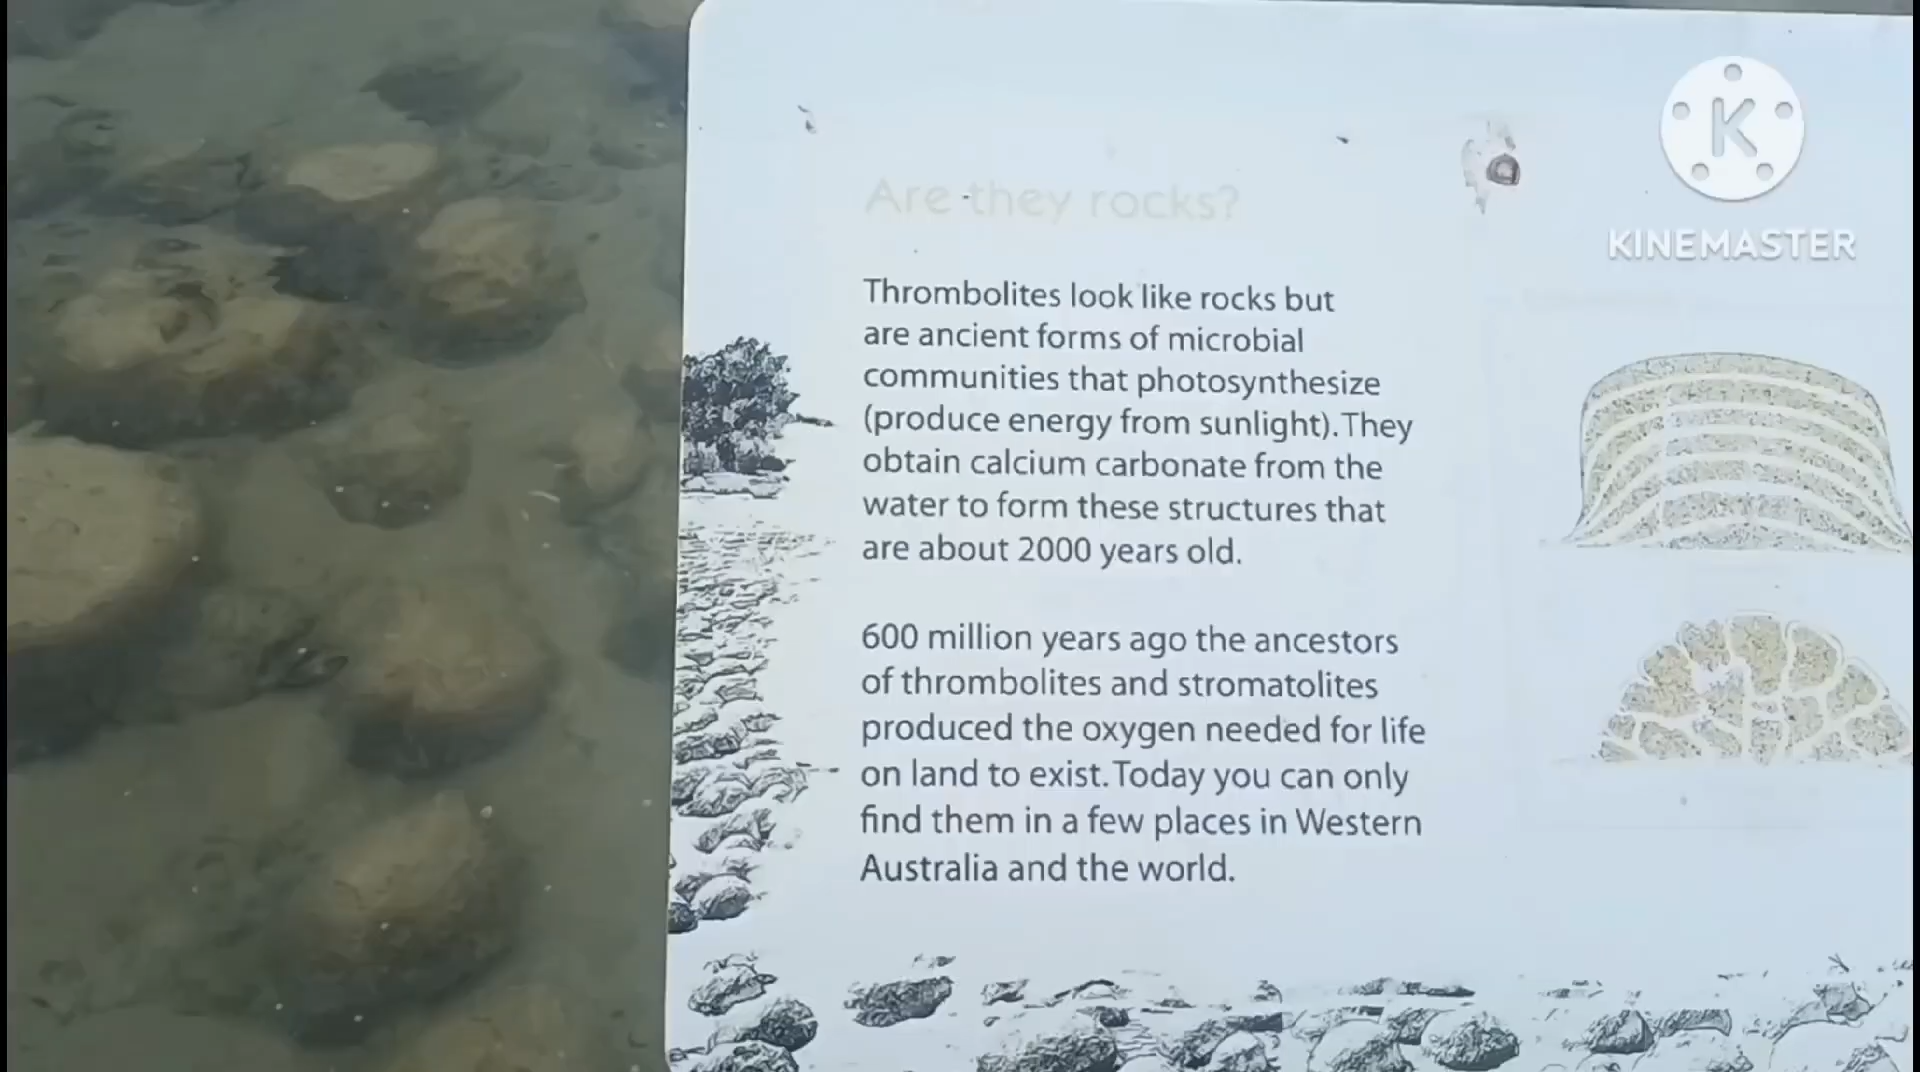 Are they rocks?
Thrombolites look like rocks but
are ancient forms of microbial
communities that photosynthesize
(produce energy from sunlight). They
obtain calcium carbonate from the
water to form these structures that
are about 2000 years old.
600 million years ago the ancestors
of thrombolites and stromatolites
produced the oxygen needed for life
on land to exist. Today you can only
find them in a few places in Western
Australia and the world.
K
KINEMASTER